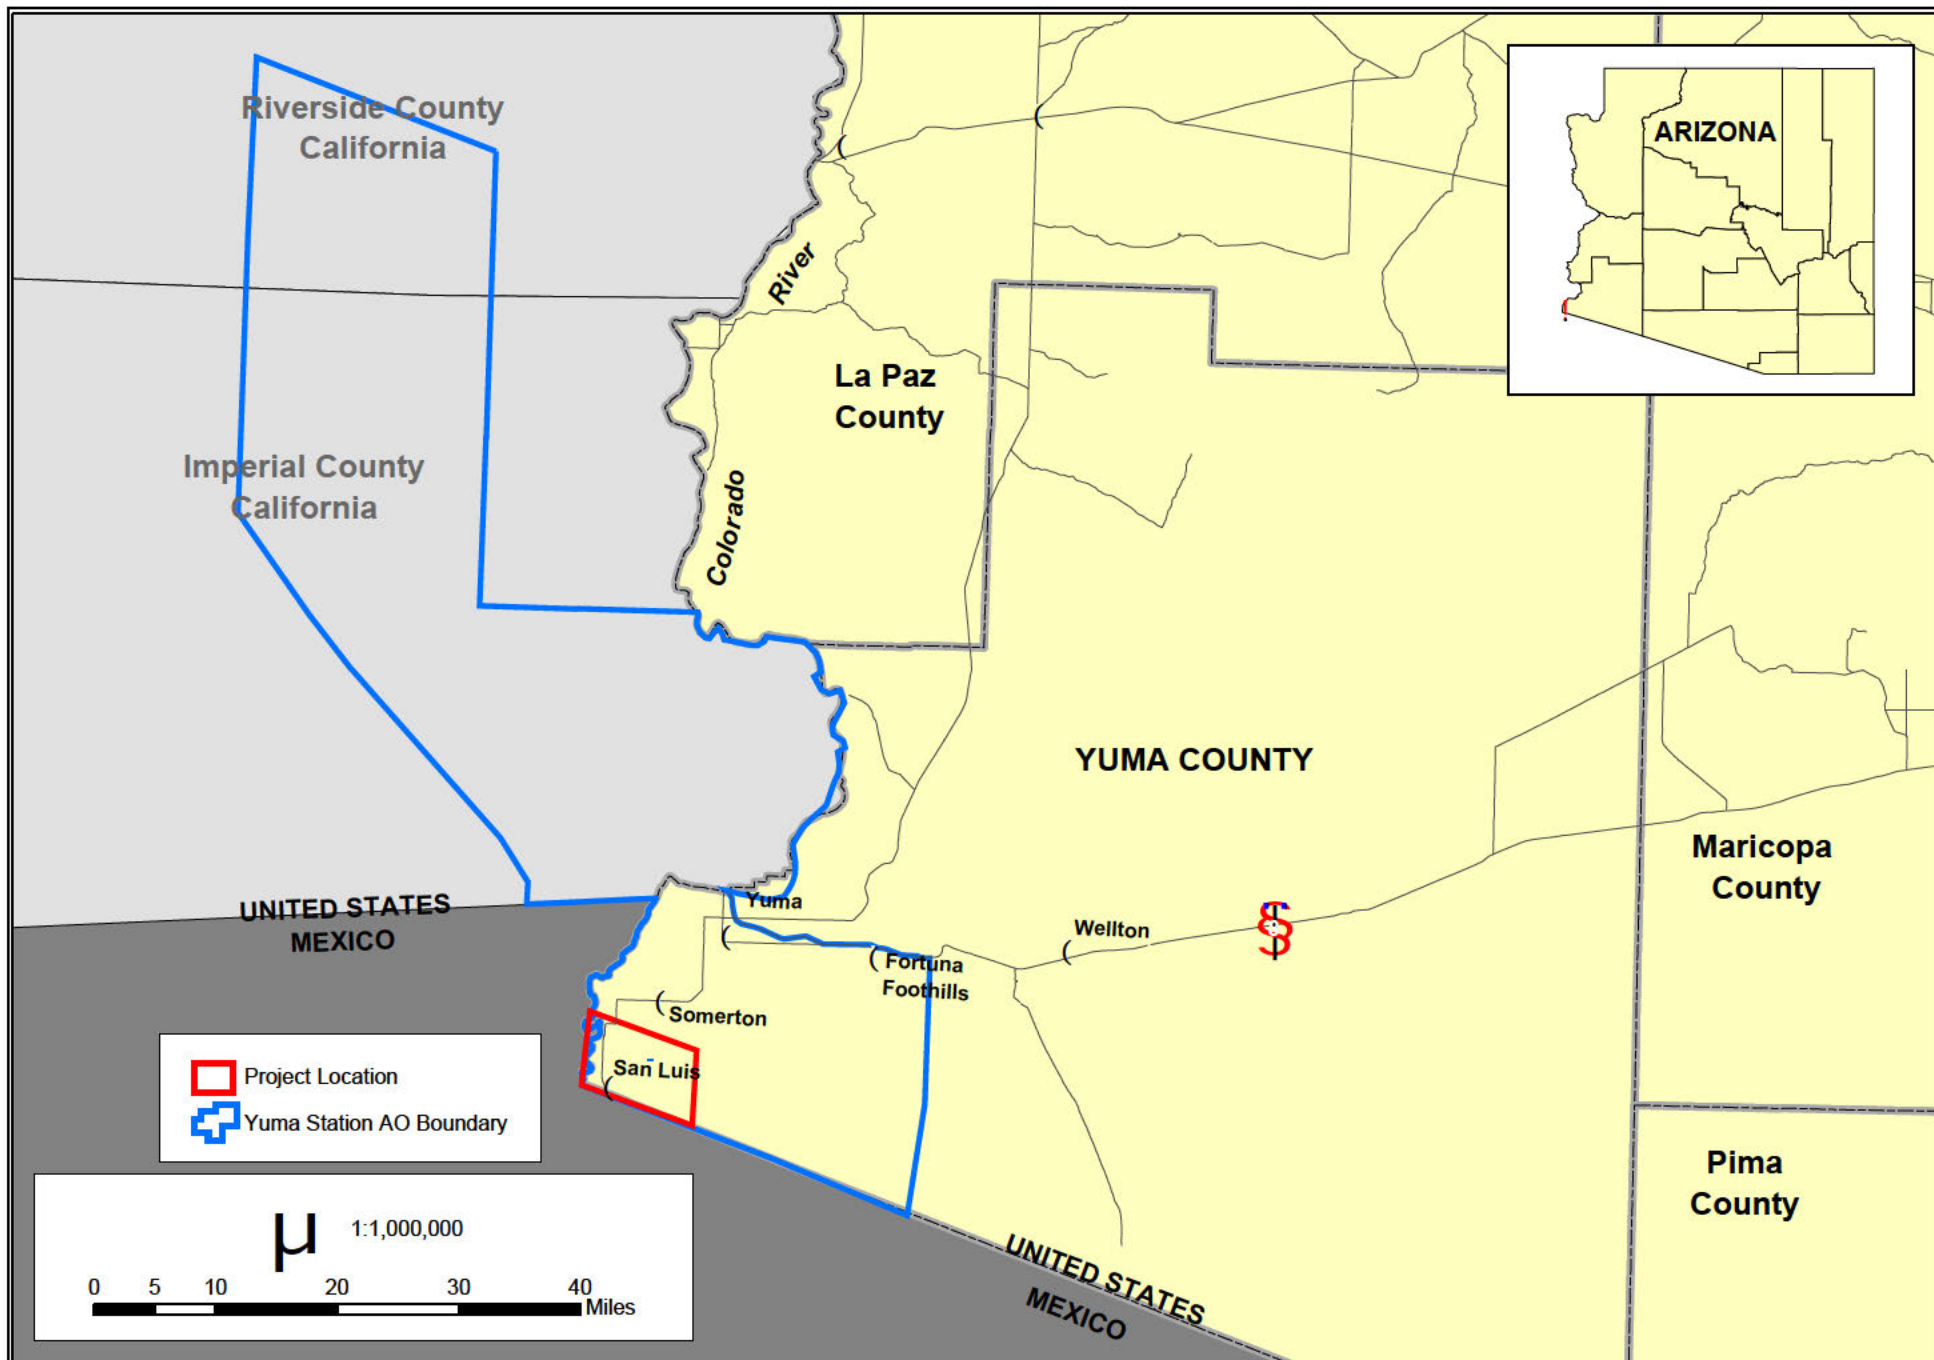 Riverside County
California
ARIZONA
River
La Paz
County
Imperial County
California
Colorado
YUMA COUNTY
Maricopa
County
UNITED STATES
MEXICO
Yuma
Wellton
Fortuna
Foothills
Somerton
San Luis
Project Location
Yuma Station AO Boundary
Pima
County
µ
1:1,000,000
0 5 10 20 30 40
Miles
UNITED STATES
MEXICO